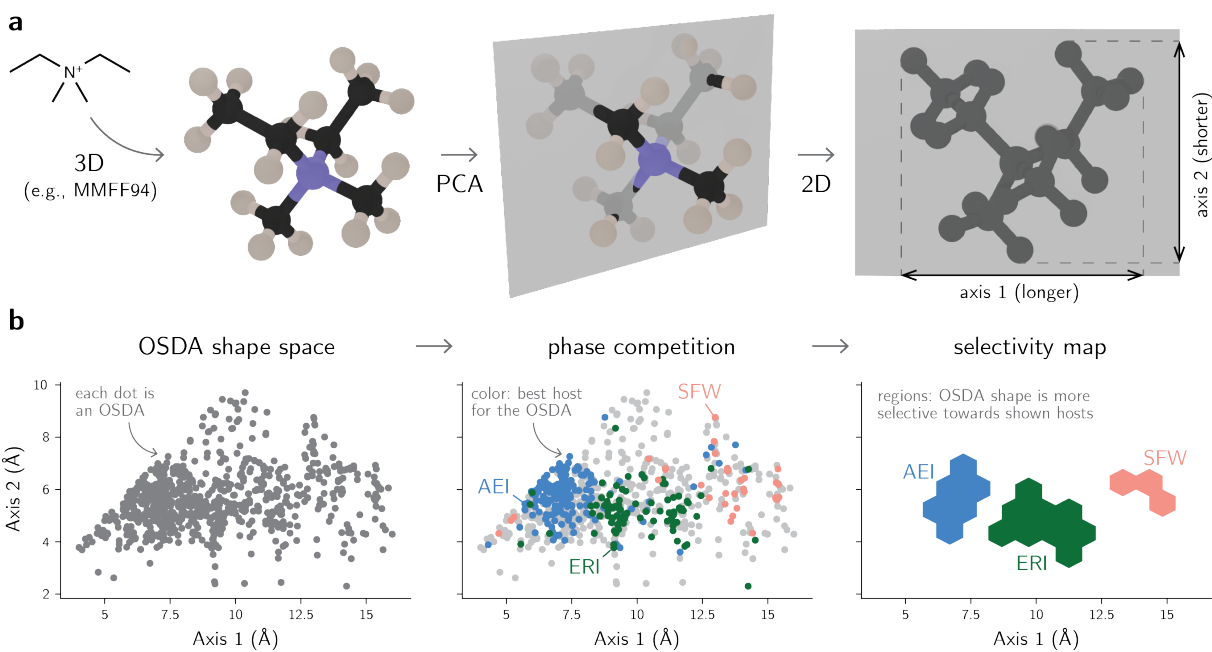 a
N+
3D
(e.g., MMFF94)
PCA
2D
axis 1 (longer)
axis 2 (shorter)
b
OSDA shape space
phase competition
selectivity map
each dot is
an OSDA
10
8
6
4
2
Axis 2 (Å)
5
7.5
10
12.5
15
Axis 1 (Å)
color: best host
for the OSDA
SFW
AEI
ERI
5
7.5
10
12.5
15
Axis 1 (Å)
regions: OSDA shape is more
selective towards shown hosts
AEI
SFW
ERI
5
7.5
10
12.5
15
Axis 1 (Å)